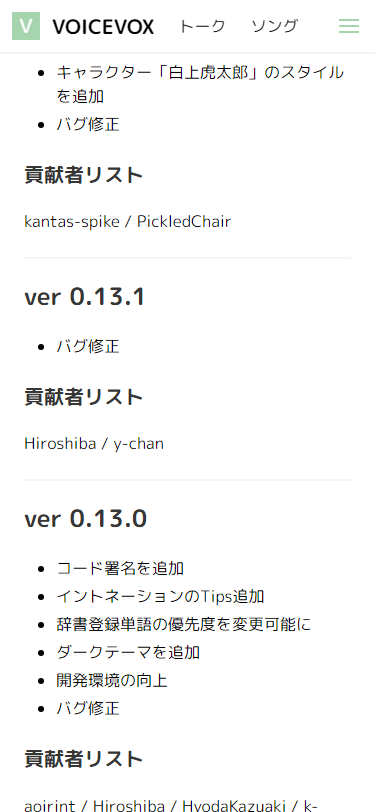 V VOICEVOX トーク ソング
キャラクター「白上虎太郎」のスタイル
を追加
バグ修正
貢献者リスト
kantas-spike / PickledChair
ver 0.13.1
バグ修正
貢献者リスト
Hiroshiba / y-chan
ver 0.13.0
コード署名を追加
イントネーションのTips追加
辞書登録単語の優先度を変更可能に
ダークテーマを追加
開発環境の向上
バグ修正
貢献者リスト
aoirint / Hiroshiba / HyodaKazuaki / k-